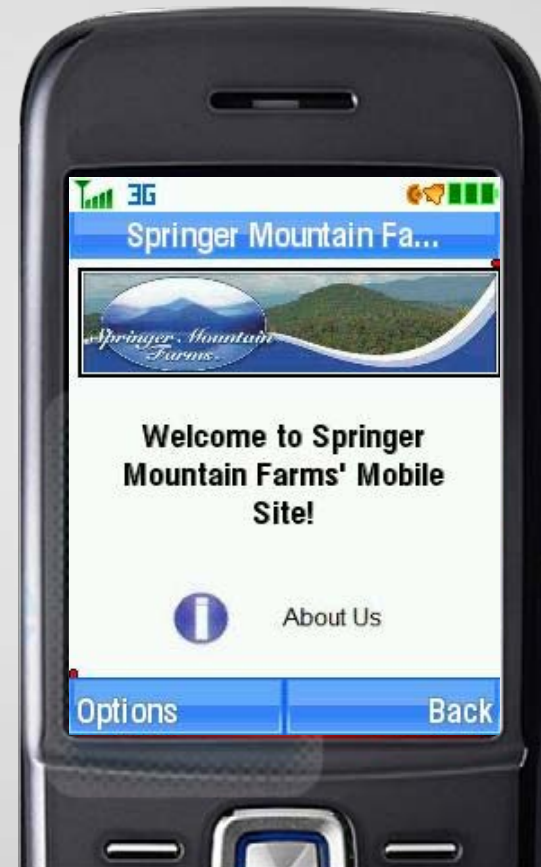 3G
Springer Mountain Fa...
Springer Mountain
Farms
Welcome to Springer
Mountain Farms' Mobile
Site!
About Us
Options
Back